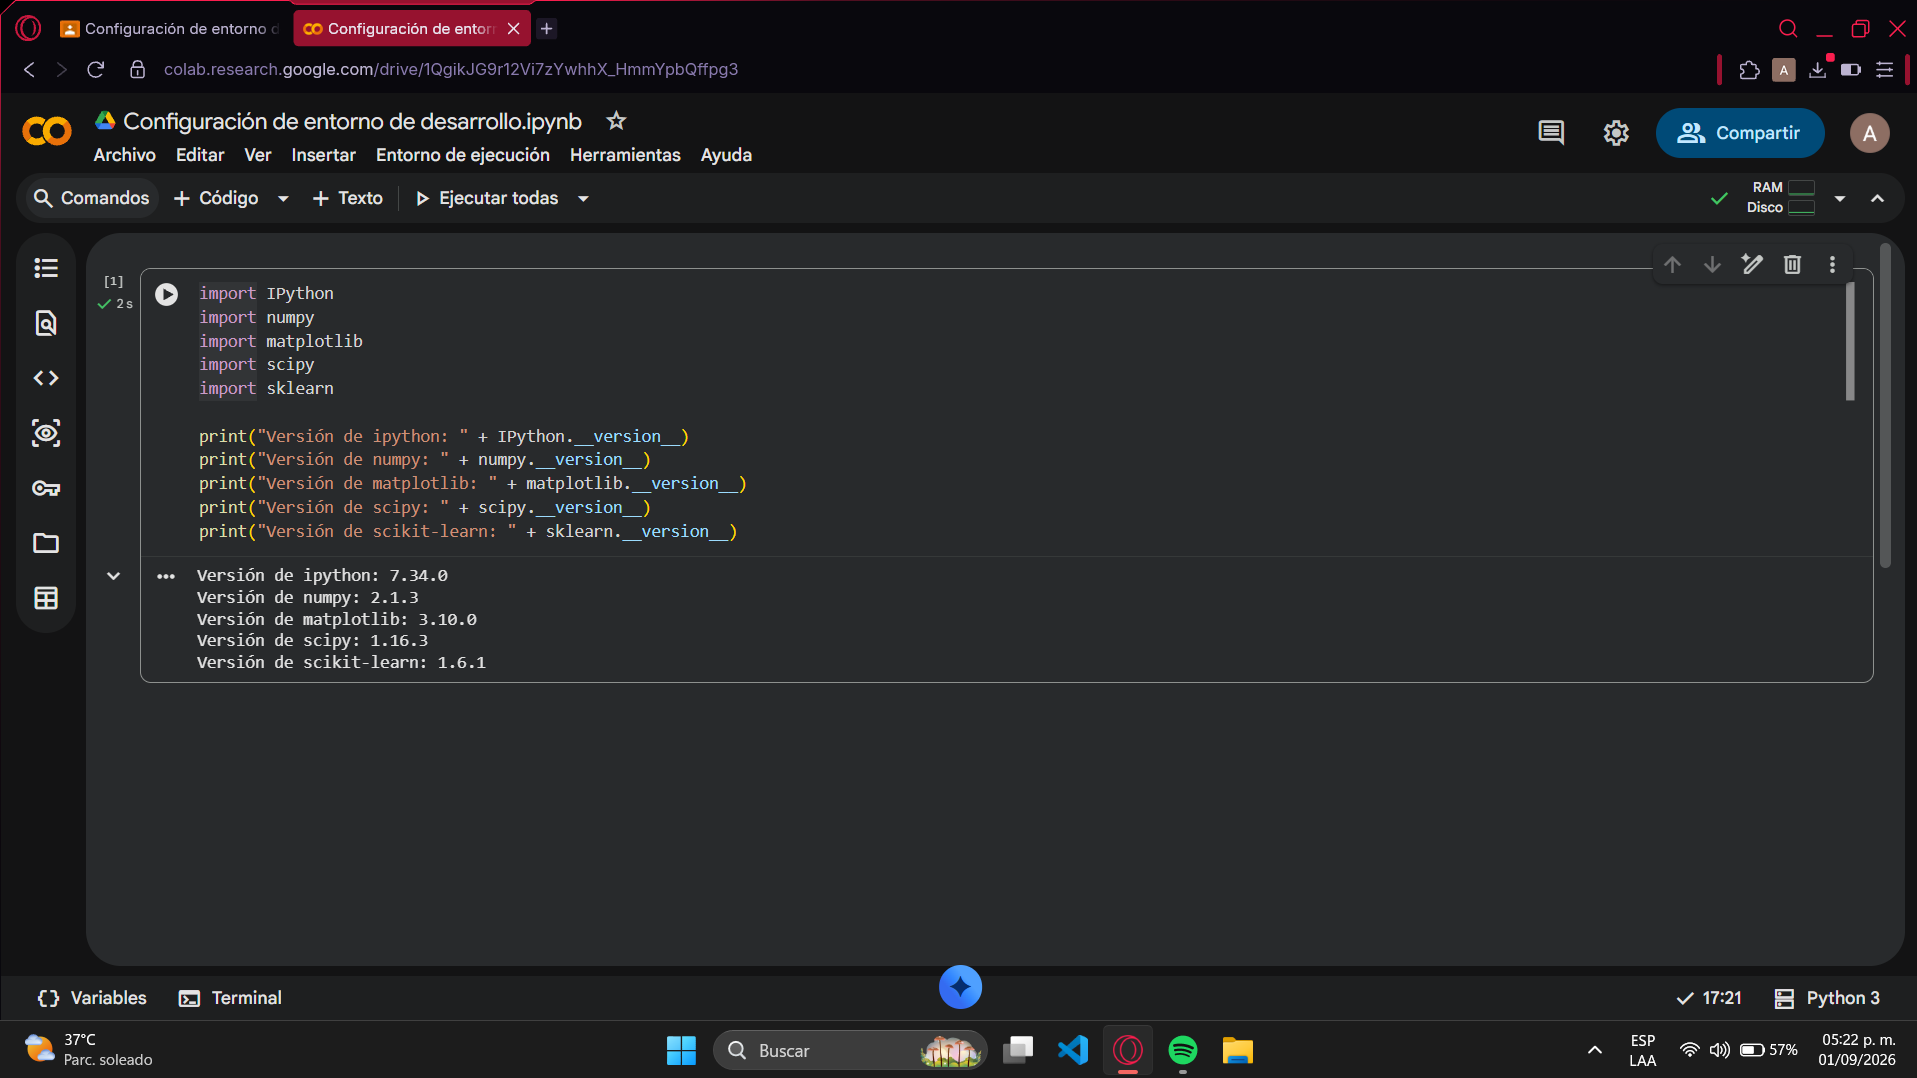 Configuración de entorno d
Configuración de entorn
colab.research.google.com/drive/1QgikJG9r12Vi7zYwhhX_HmmYpbQffpg3
A
Configuración de entorno de desarrollo.ipynb
Archivo Editar Ver Insertar Entorno de ejecución Herramientas Ayuda
Compartir
A
Comandos + Código + Texto Ejecutar todas
RAM
Disco
[1]
2 s
import IPython
import numpy
import matplotlib
import scipy
import sklearn
print("Versión de ipython: " + IPython.__version__)
print("Versión de numpy: " + numpy.__version__)
print("Versión de matplotlib: " + matplotlib.__version__)
print("Versión de scipy: " + scipy.__version__)
print("Versión de scikit-learn: " + sklearn.__version__)
Versión de ipython: 7.34.0
Versión de numpy: 2.1.3
Versión de matplotlib: 3.10.0
Versión de scipy: 1.16.3
Versión de scikit-learn: 1.6.1
{} Variables Terminal
17:21 Python 3
37°C
Parc. soleado
Buscar
ESP
LAA
57%
05:22 p. m.
01/09/2026